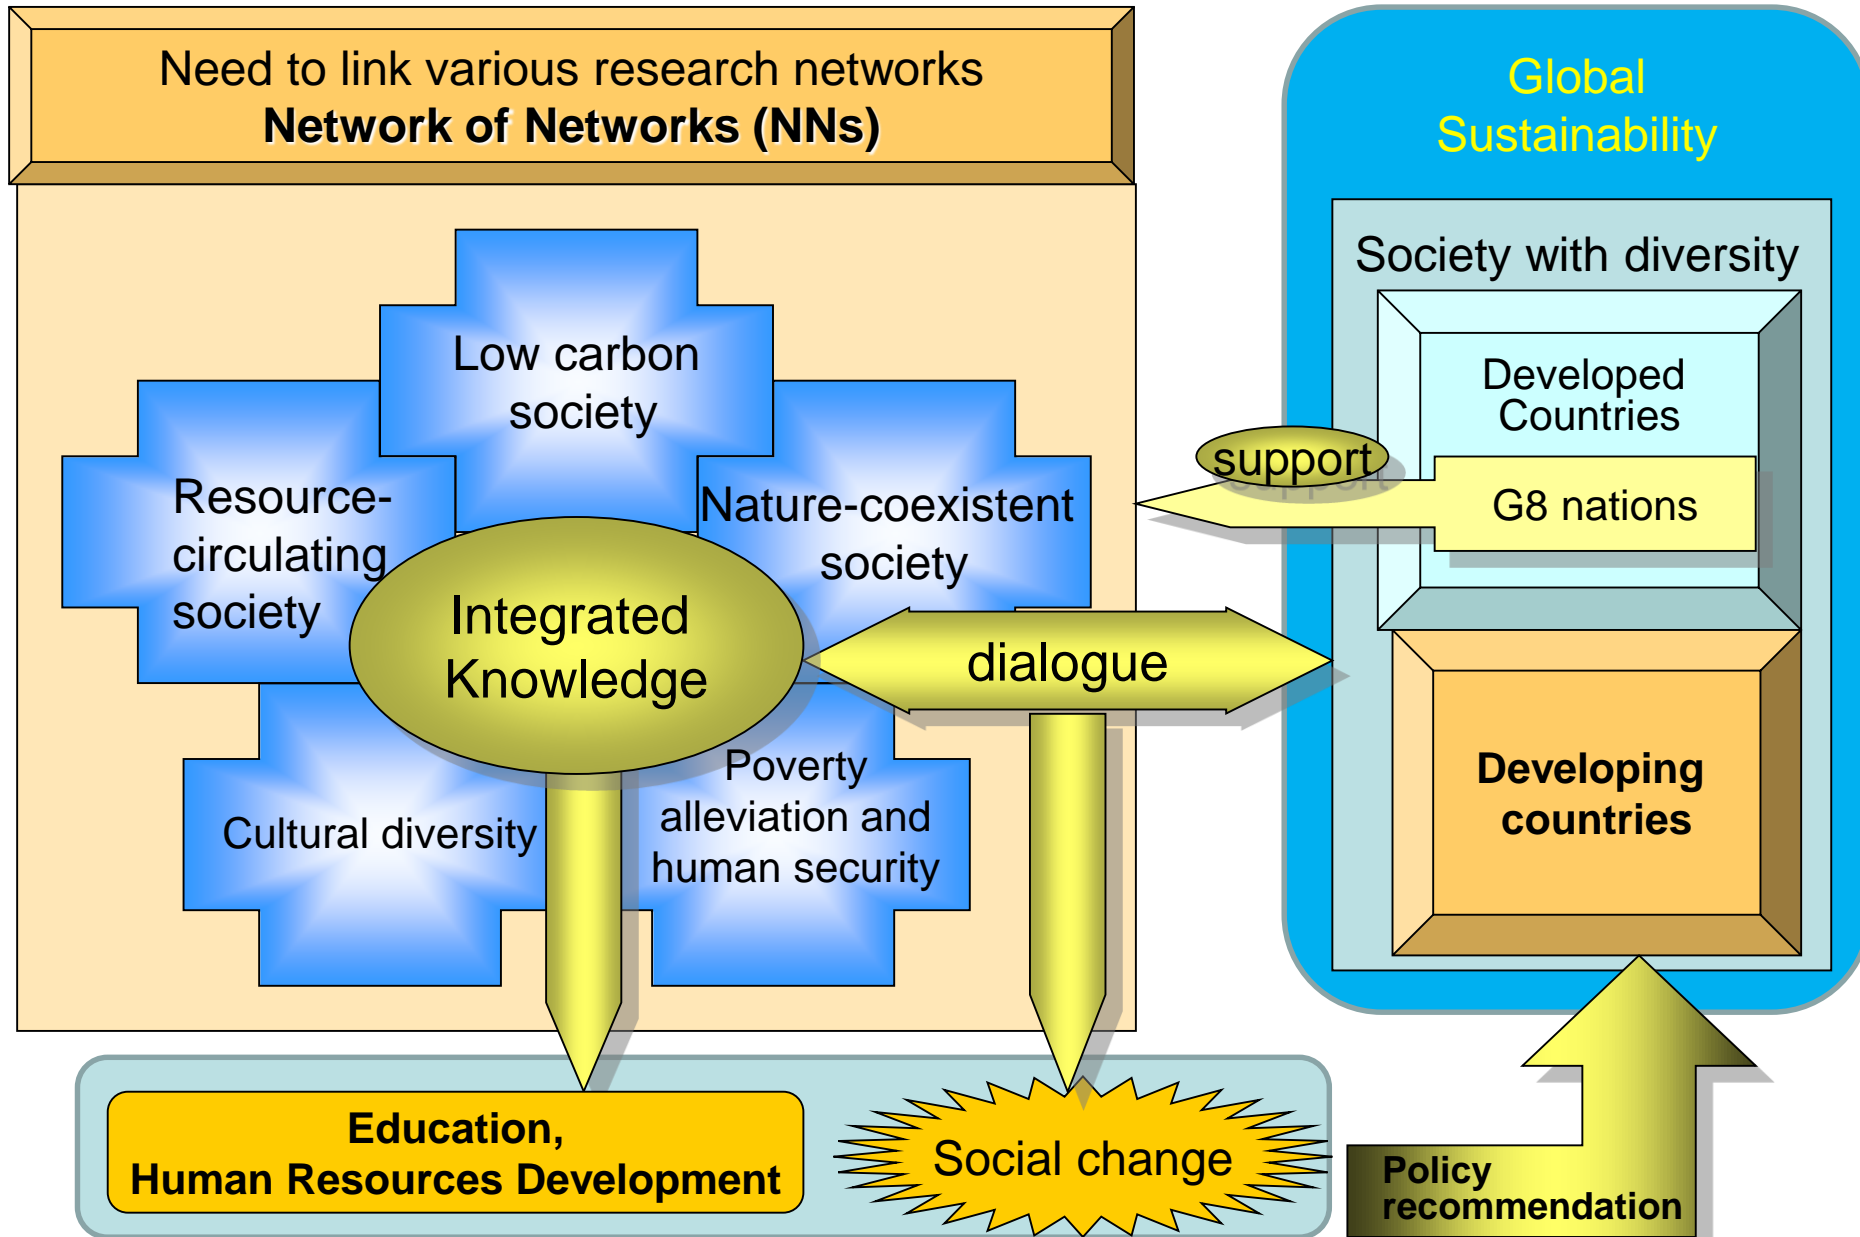 Need to link various research networks
Network of Networks (NNs)
Low carbon
society
Resource-
circulating
society
Nature-coexistent
society
Integrated
Knowledge
Cultural diversity
Poverty
alleviation and
human security
dialogue
support
Global
Sustainability
Society with diversity
Developed
Countries
G8 nations
Developing
countries
Education,
Human Resources Development
Social change
Policy
recommendation